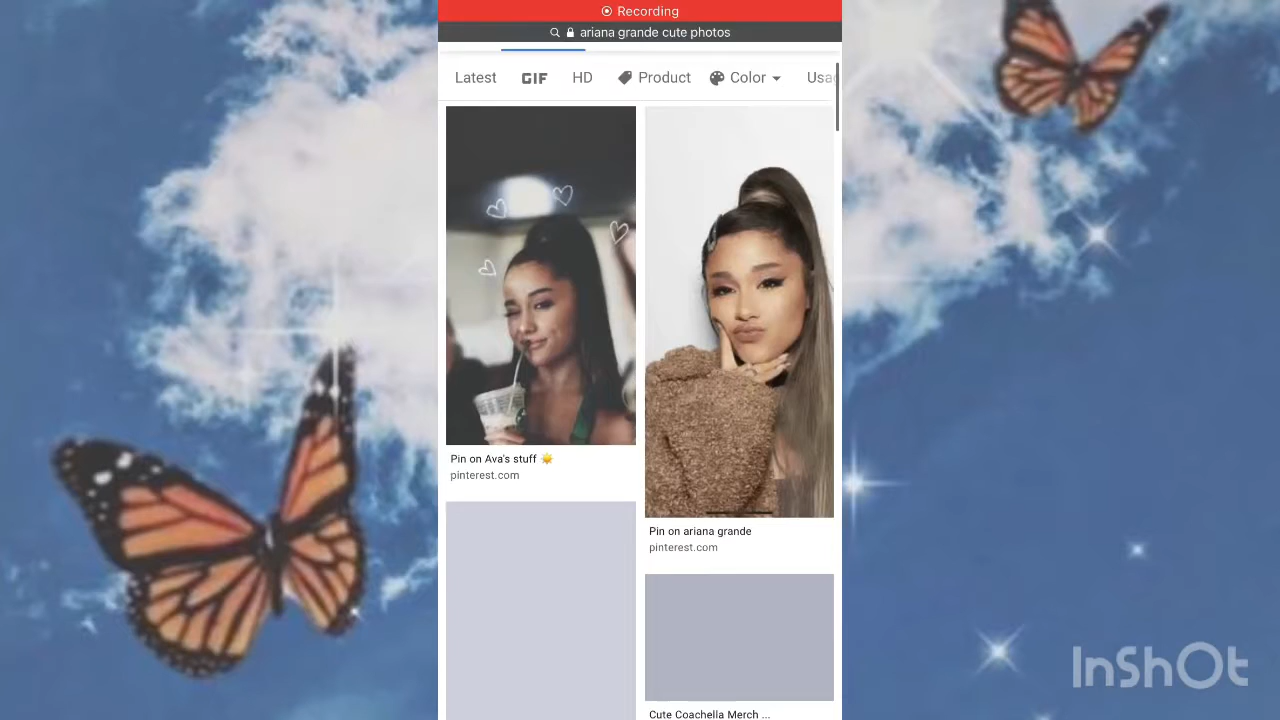 Recording
ariana grande cute photos
Latest GIF HD Product Color Usa
Pin on Ava's stuff ☀️
pinterest.com
Pin on ariana grande
pinterest.com
Cute Coachella Merch ...
InShOt